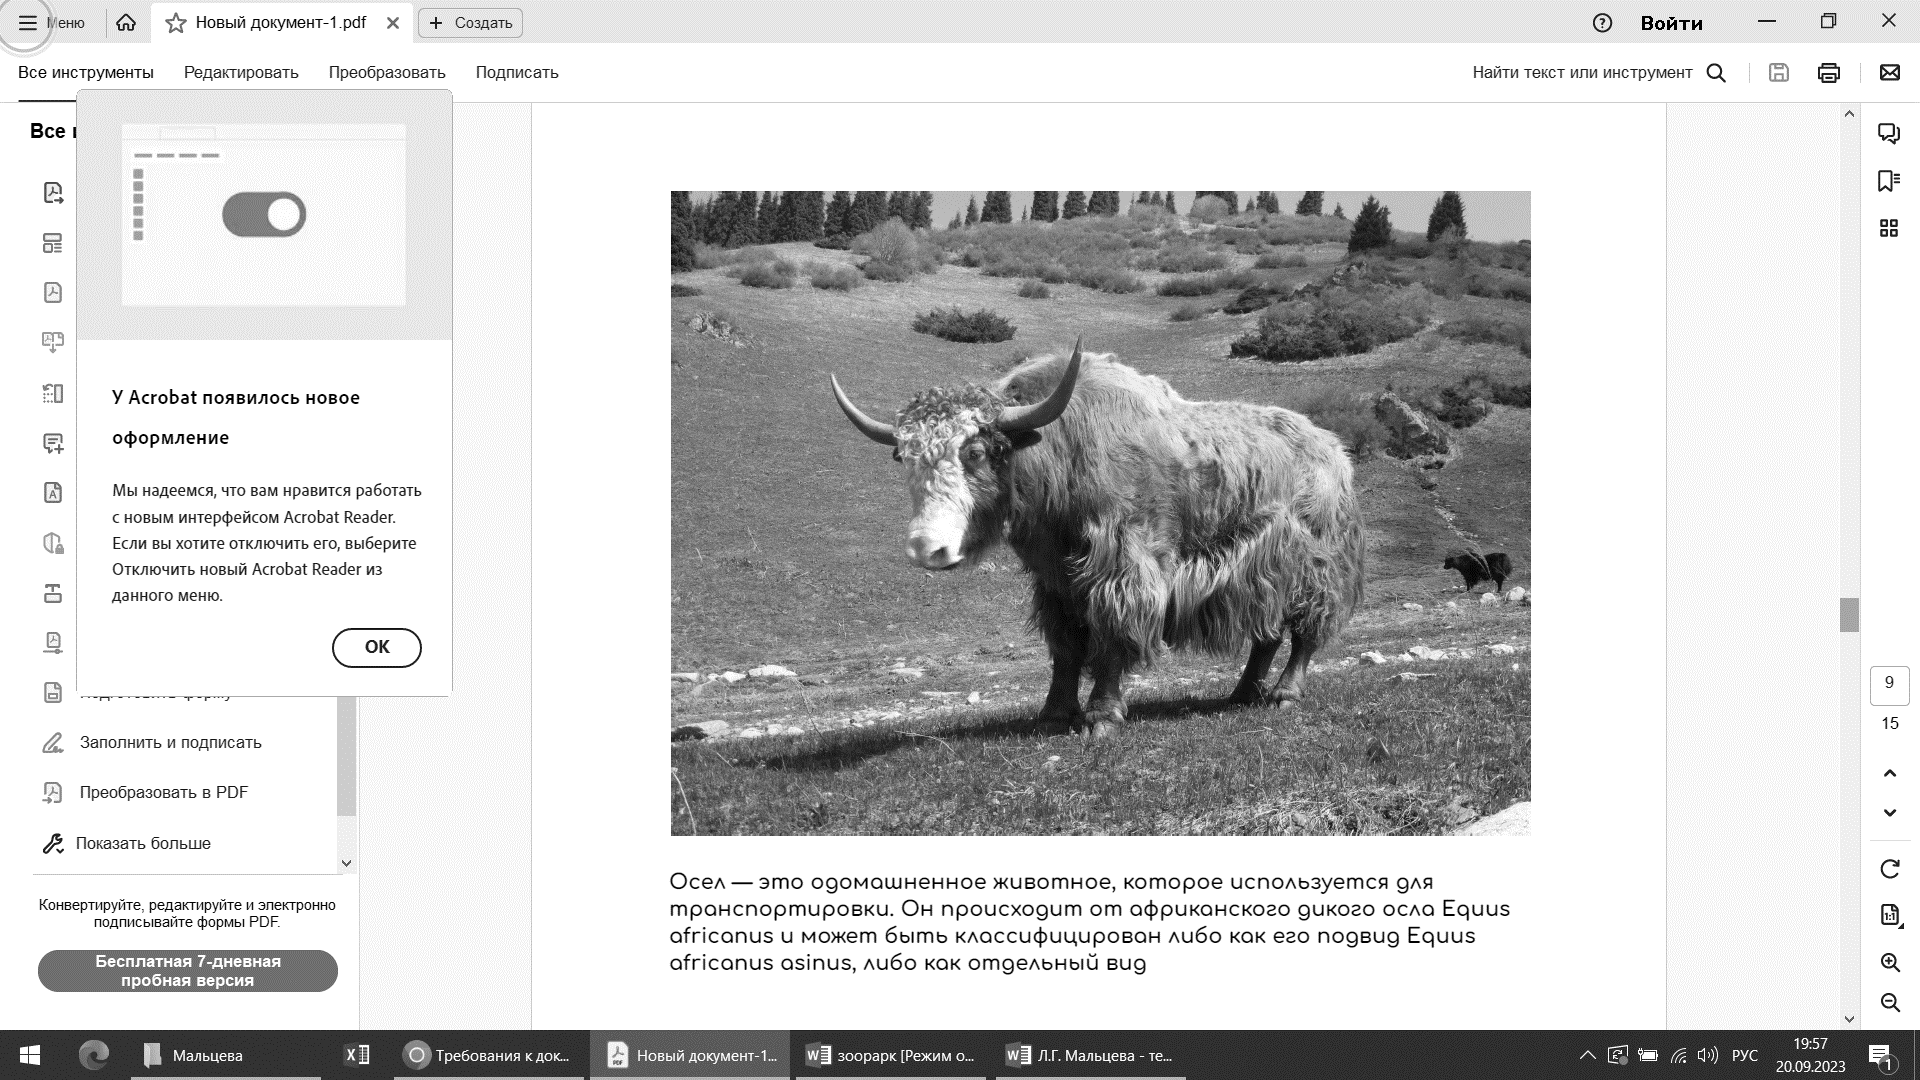 Меню
Новый документ-1.pdf
Создать
Войти
Все инструменты
Редактировать
Преобразовать
Подписать
Найти текст или инструмент
Все
У Acrobat появилось новое
оформление
Мы надеемся, что вам нравится работать
с новым интерфейсом Acrobat Reader.
Если вы хотите отключить его, выберите
Отключить новый Acrobat Reader из
данного меню.
OK
Заполнить и подписать
Преобразовать в PDF
Показать больше
Конвертируйте, редактируйте и электронно
подписывайте формы PDF.
Бесплатная 7-дневная
пробная версия
Осел — это одомашненное животное, которое используется для
транспортировки. Он происходит от африканского дикого осла Equus
africanus и может быть классифицирован либо как его подвид Equus
africanus asinus, либо как отдельный вид
9
15
1:1
Мальцева
Требования к док...
Новый документ-1...
зоорарк [Режим о...
Л.Г. Мальцева - те...
РУС
19:57
20.09.2023
1